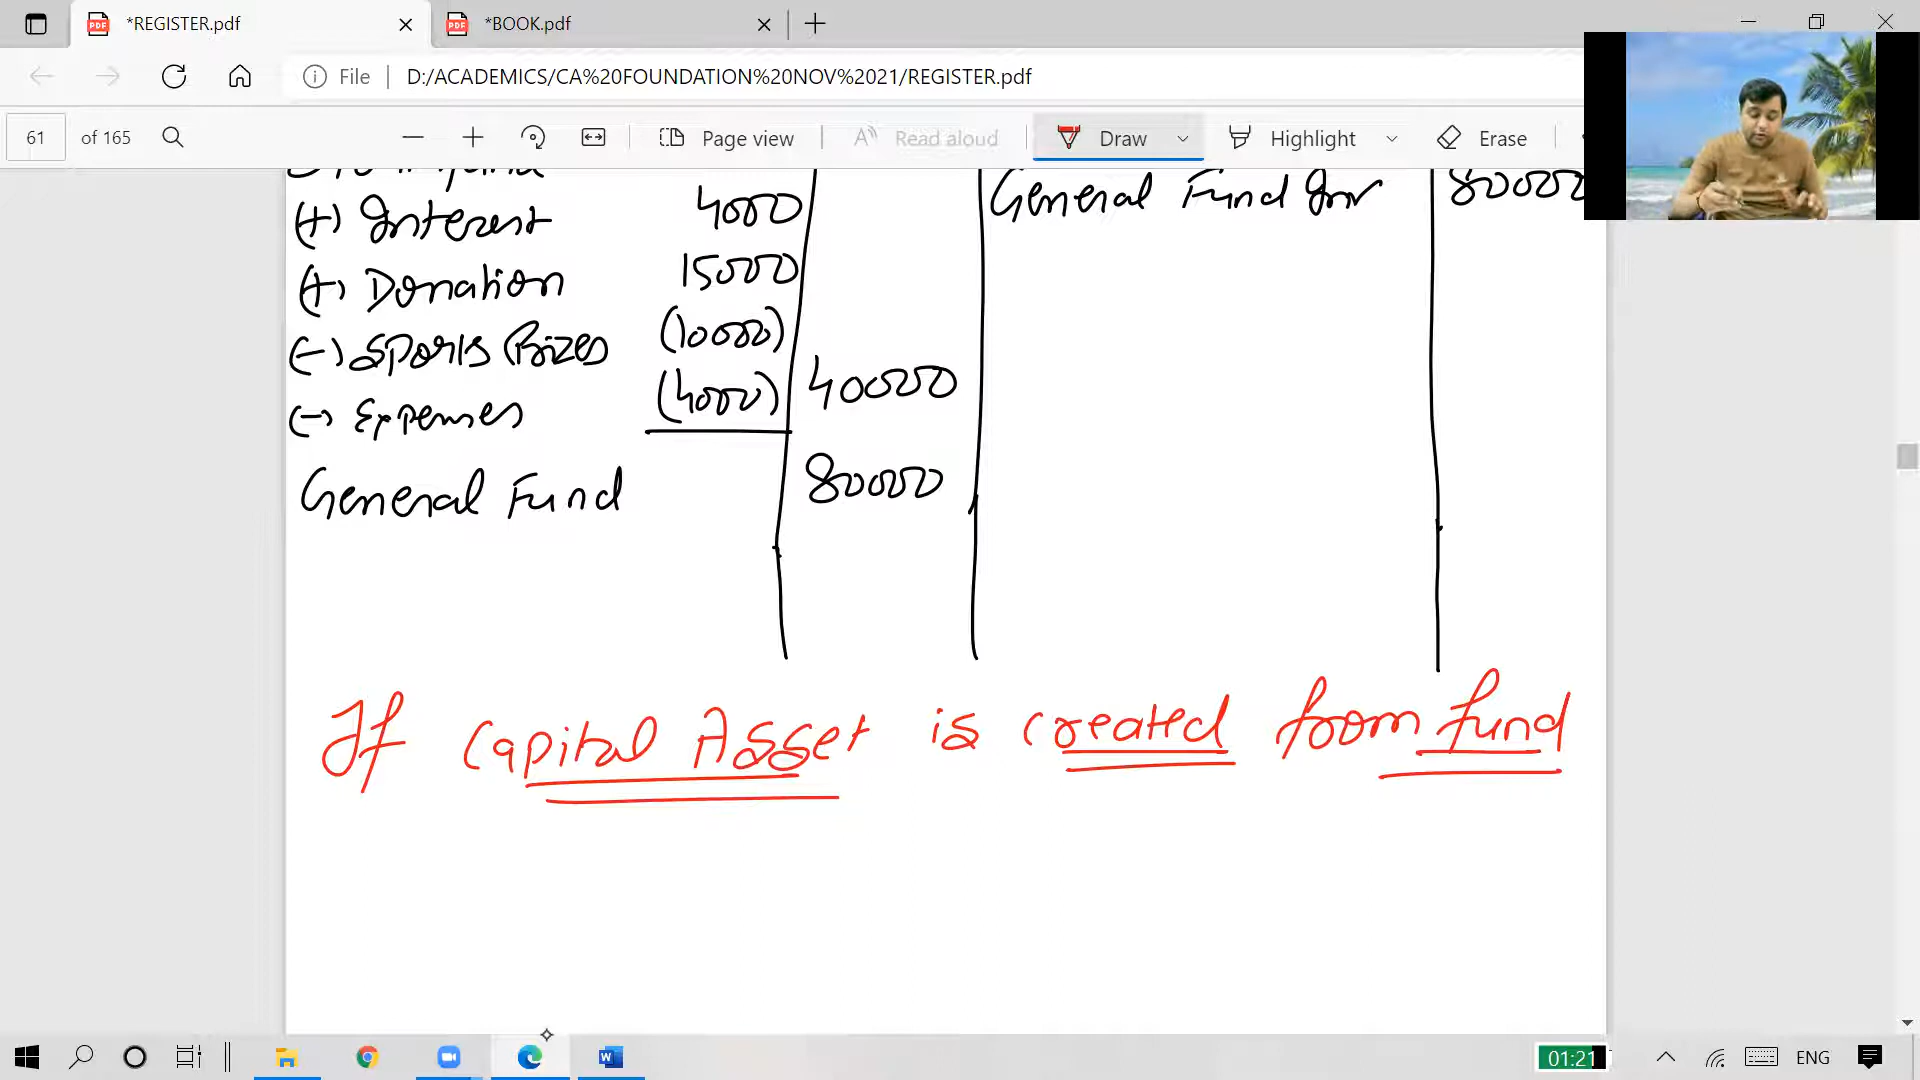 *REGISTER.pdf
*BOOK.pdf
File
D:/ACADEMICS/CA%20FOUNDATION%20NOV%2021/REGISTER.pdf
61 of 165
Page view
Read aloud
Draw
Highlight
Erase
General Fund Inv 80000
(+) Interest 4000
(+) Donation 15000
(-) Sports Prizes (10000)
(-) Expenses (4000) 40000
General Fund 80000
If Capital Asset is created from fund
01:21
ENG